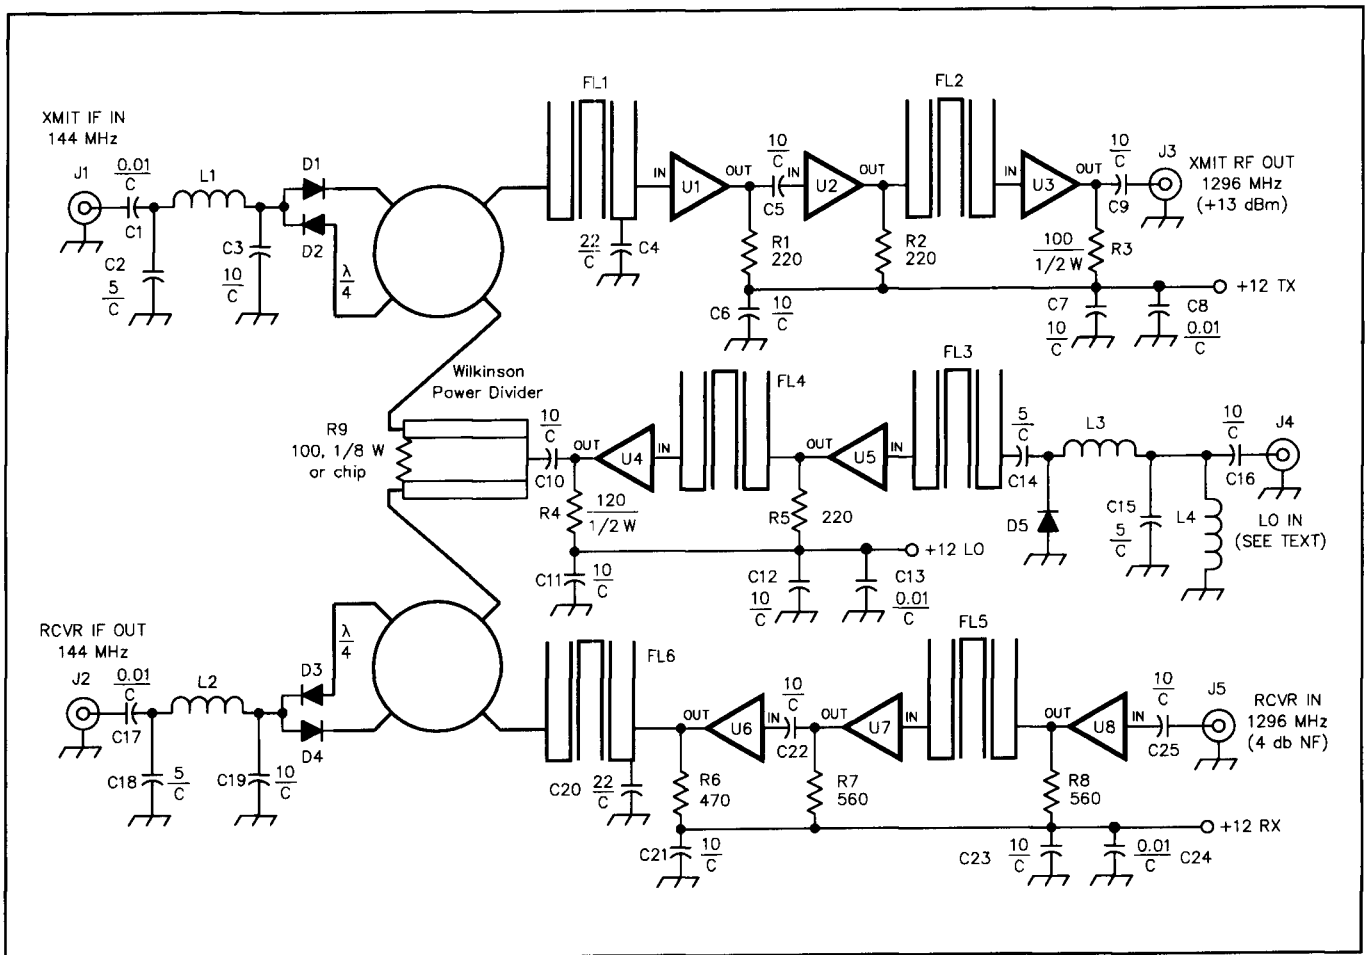 FL1
FL2
XMIT IF IN
144 MHz
J1
0.01
C
C1
L1
D1
D2
C2
5
C
C3
10
C
λ
4
IN
U1
OUT
10
C
C5
IN
U2
OUT
IN
U3
OUT
10
C
C9
J3
XMIT RF OUT
1296 MHz
(+13 dBm)
22
C
C4
R1
220
R2
220
100
1/2 W
R3
+12 TX
C6
10
C
C7
10
C
C8
0.01
C
Wilkinson
Power Divider
FL4
FL3
R9
100, 1/8 W
or chip
10
C
C10
OUT
U4
IN
OUT
U5
IN
5
C
C14
L3
10
C
C16
J4
R4
120
1/2 W
R5
220
D5
C15
5
C
L4
LO IN
(SEE TEXT)
+12 LO
C11
10
C
C12
10
C
C13
0.01
C
RCVR IF OUT
144 MHz
J2
0.01
C
C17
L2
D3
D4
λ
4
C18
5
C
C19
10
C
FL6
FL5
OUT
U6
IN
10
C
C22
OUT
U7
IN
OUT
U8
IN
10
C
C25
J5
RCVR IN
1296 MHz
(4 db NF)
C20
22
C
R6
470
R7
560
R8
560
+12 RX
C21
10
C
C23
10
C
0.01
C
C24